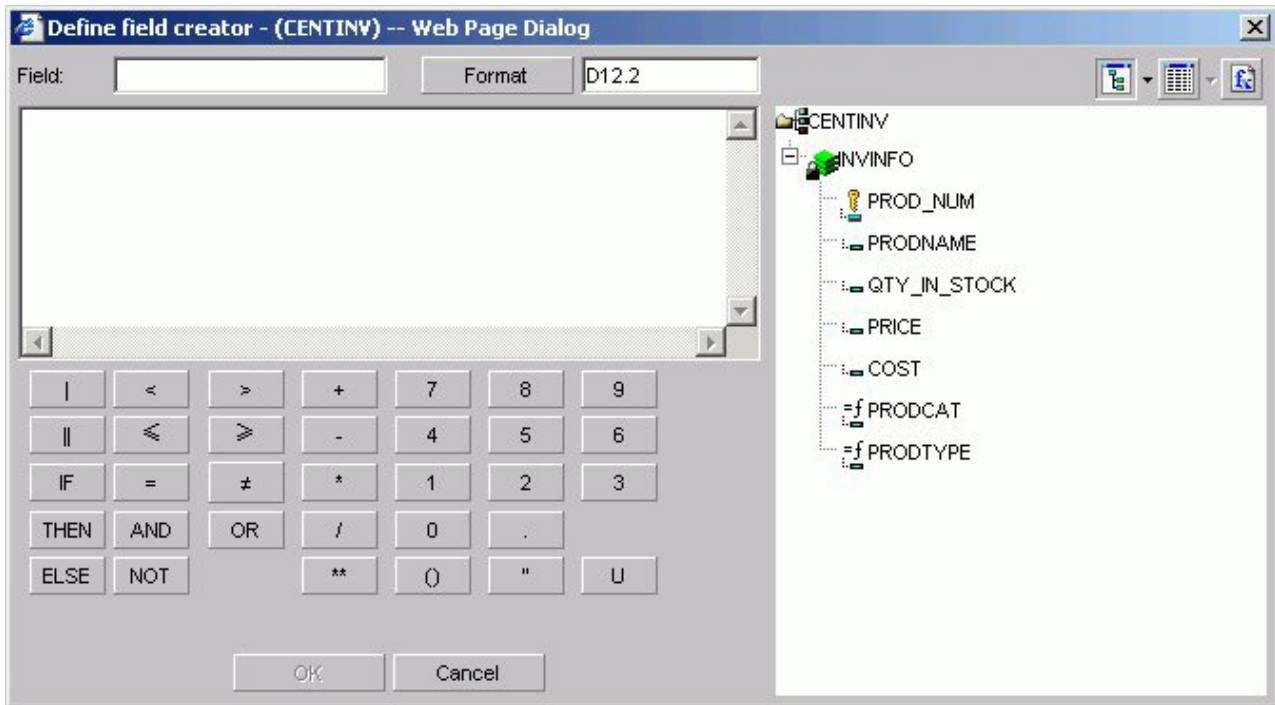 Define field creator - (CENTINV) -- Web Page Dialog
Field: Format D12.2
CENTINV
INVINFO
PROD_NUM
PRODNAME
QTY_IN_STOCK
PRICE
COST
PRODCAT
PRODTYPE
| < > + 7 8 9
|| ≤ ≥ - 4 5 6
IF = ≠ * 1 2 3
THEN AND OR / 0 .
ELSE NOT ** () " U
OK Cancel